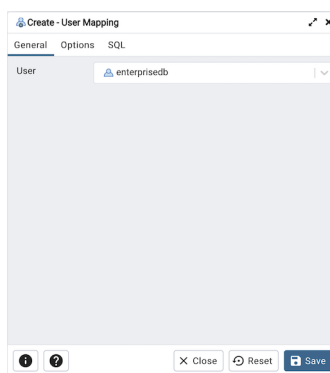 Create - User Mapping
General Options SQL
User enterprisedb
Close Reset Save